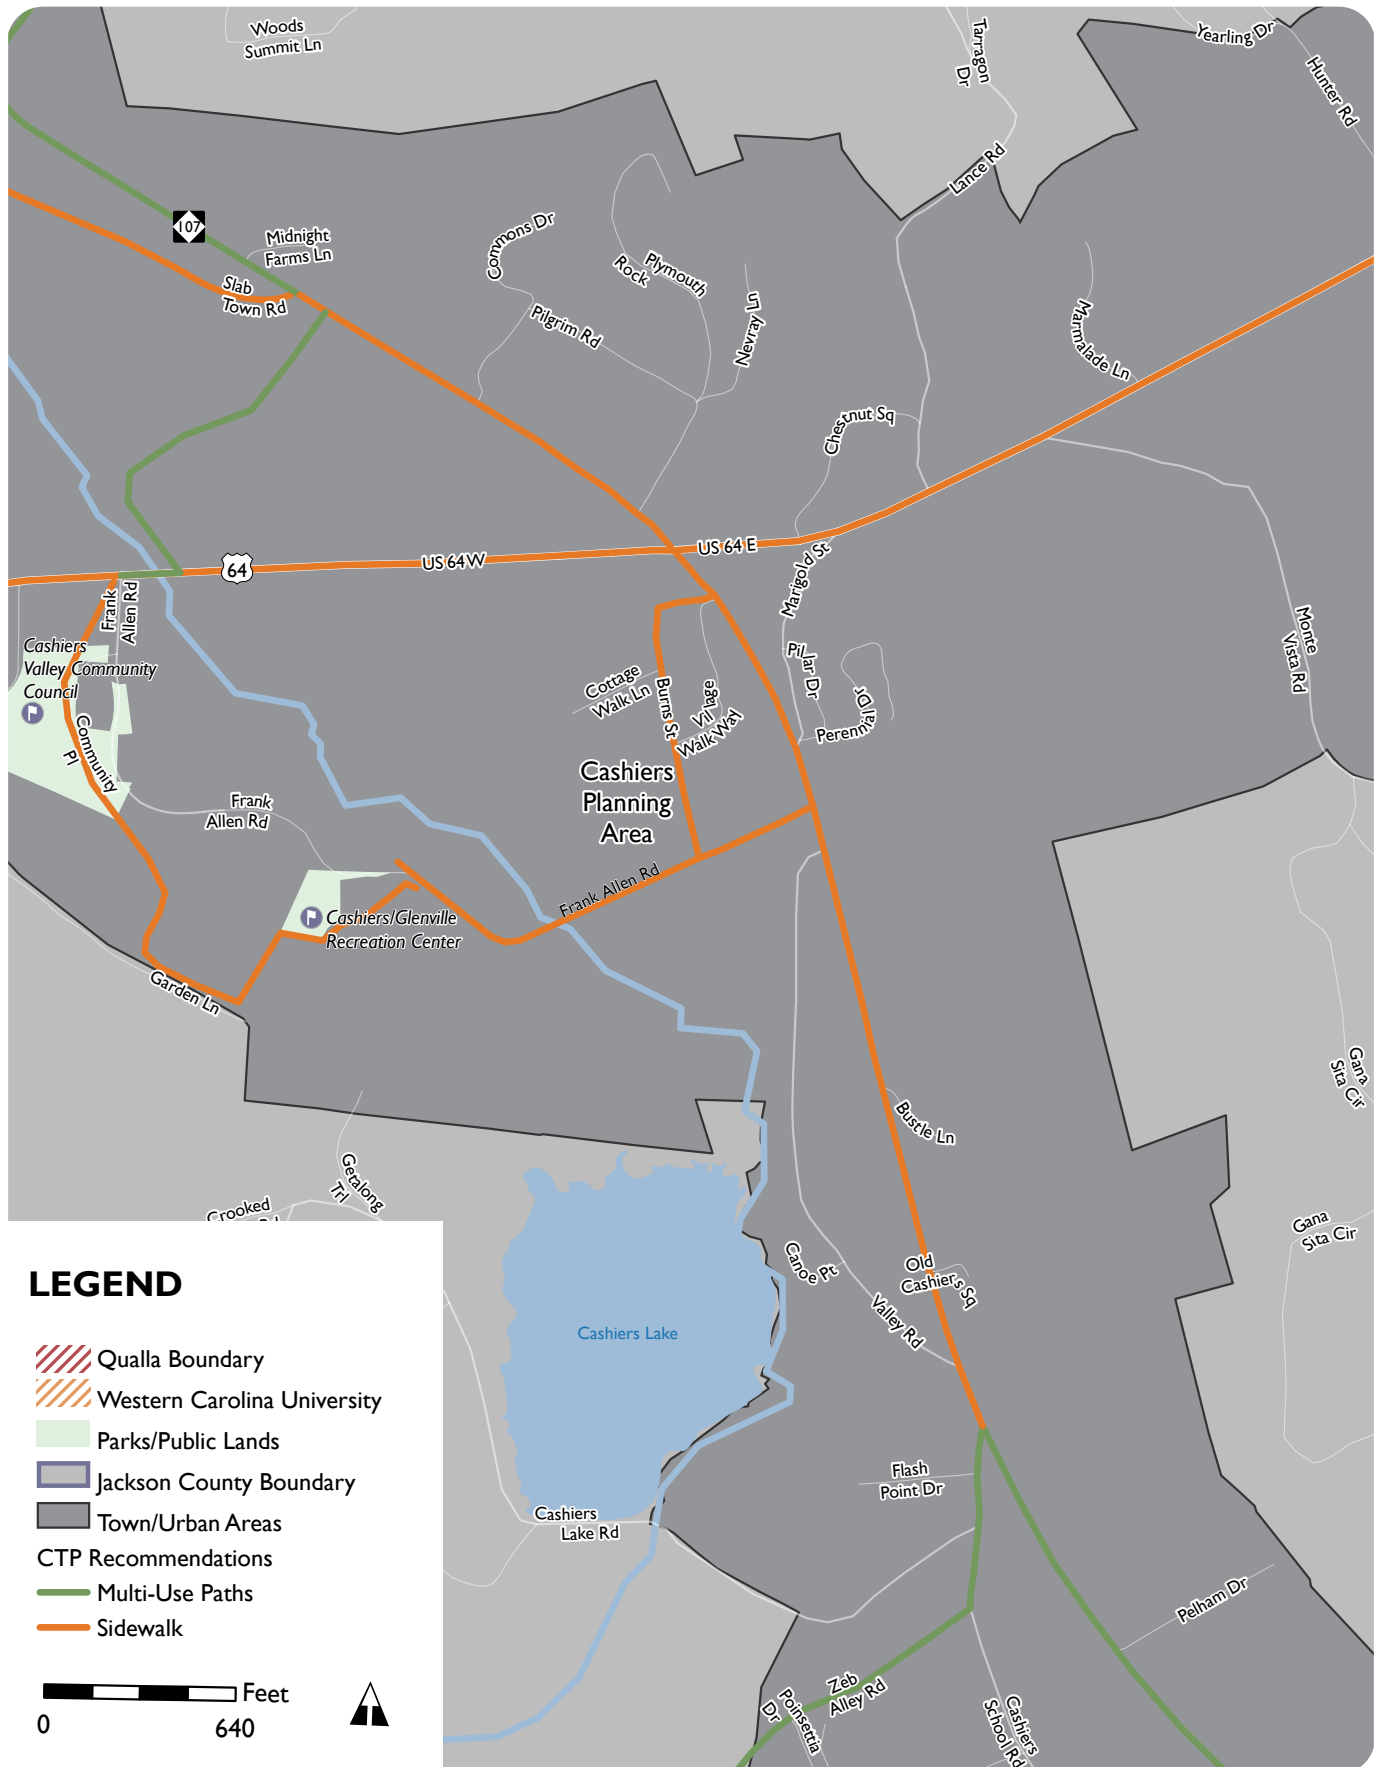 Woods
Summit Ln
Tarragon
Dr
Yearling Dr
Hunter Rd
Lance Rd
107
Midnight
Farms Ln
Slab
Town Rd
Commons Dr
Plymouth
Rock
Pilgrim Rd
Nevray Ln
Marmalade Ln
Chestnut Sq
US 64 E
US 64 W
64
Marigold St
Frank
Allen Rd
Cashiers
Valley Community
Council
Community
Pl
Cottage
Walk Ln
Burns St
Village
Walk Way
Pillar Dr
Perennial Dr
Monte
Vista Rd
Cashiers
Planning
Area
Frank
Allen Rd
Frank Allen Rd
Cashiers/Glenville
Recreation Center
Garden Ln
Gana
Sita Cir
Bustle Ln
Getalong
Trl
Crooked
Gana
Sita Cir
Canoe Pt
Old
Cashiers Sq
Valley Rd
Cashiers Lake
Flash
Point Dr
Cashiers
Lake Rd
Pelham Dr
Zeb
Alley Rd
Poinsettia
Dr
Cashiers
School Rd
LEGEND
Qualla Boundary
Western Carolina University
Parks/Public Lands
Jackson County Boundary
Town/Urban Areas
CTP Recommendations
Multi-Use Paths
Sidewalk
Feet
0
640